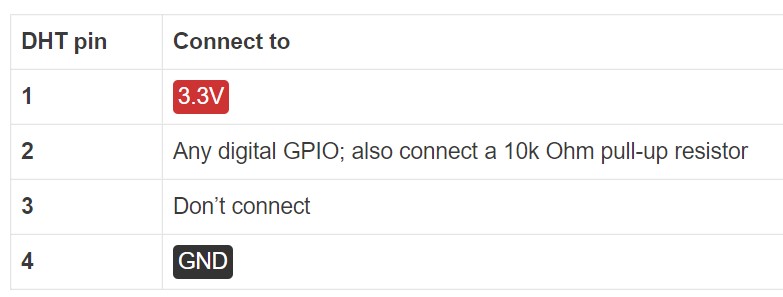 DHT pin Connect to
1 3.3V
2 Any digital GPIO; also connect a 10k Ohm pull-up resistor
3 Don’t connect
4 GND